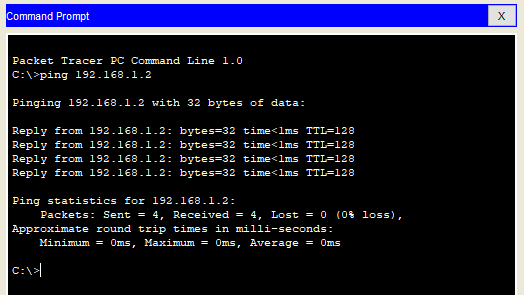 Command Prompt
X
Packet Tracer PC Command Line 1.0
C:\>ping 192.168.1.2
Pinging 192.168.1.2 with 32 bytes of data:
Reply from 192.168.1.2: bytes=32 time<1ms TTL=128
Reply from 192.168.1.2: bytes=32 time<1ms TTL=128
Reply from 192.168.1.2: bytes=32 time<1ms TTL=128
Reply from 192.168.1.2: bytes=32 time<1ms TTL=128
Ping statistics for 192.168.1.2:
    Packets: Sent = 4, Received = 4, Lost = 0 (0% loss),
Approximate round trip times in milli-seconds:
    Minimum = 0ms, Maximum = 0ms, Average = 0ms
C:\>